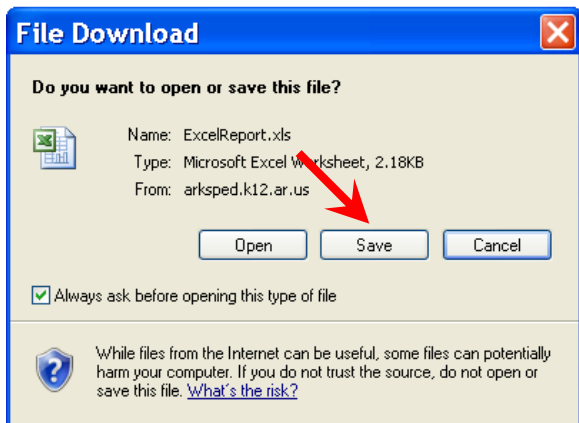 File Download
Do you want to open or save this file?
Name: ExcelReport.xls
Type: Microsoft Excel Worksheet, 2.18KB
From: arksped.k12.ar.us
Open Save Cancel
Always ask before opening this type of file
While files from the Internet can be useful, some files can potentially
harm your computer. If you do not trust the source, do not open or
save this file. What's the risk?